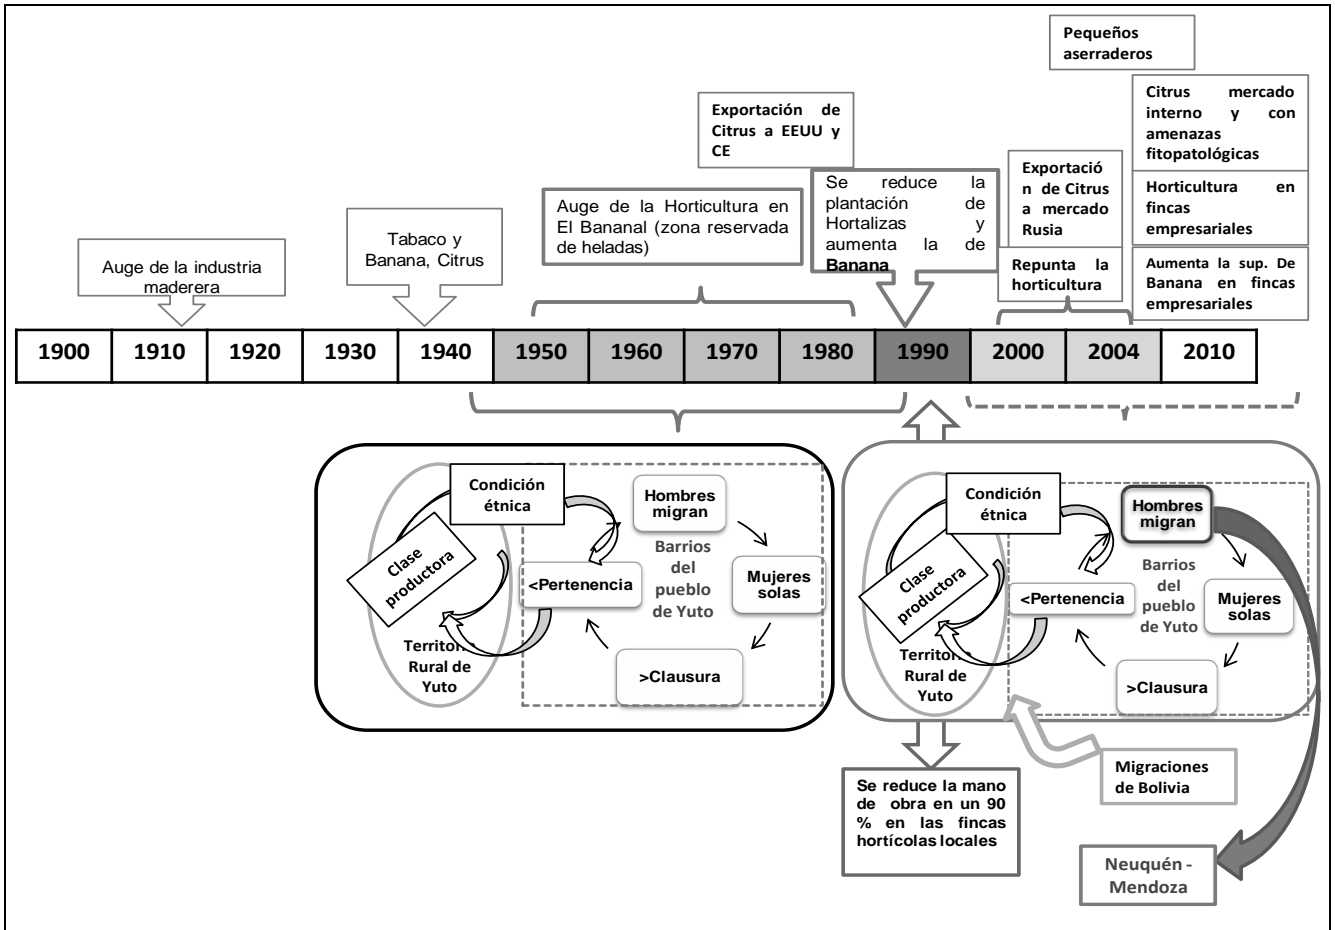 Pequeños
aserraderos
Exportación de
Citrus a EEUU y
CE
Citrus mercado
interno y con
amenazas
fitopatológicas
Auge de la Horticultura en
El Bananal (zona reservada
de heladas)
Se reduce la
plantación de
Hortalizas y
aumenta la de
Banana
Exportació
n de Citrus
a mercado
Rusia
Horticultura en
fincas
empresariales
Tabaco y
Banana, Citrus
Auge de la industria
maderera
Repunta la
horticultura
Aumenta la sup. De
Banana en fincas
empresariales
1900 1910 1920 1930 1940 1950 1960 1970 1980 1990 2000 2004 2010
Condición
étnica
Hombres
migran
Clase
productora
Barrios
del
pueblo
de Yuto
<Pertenencia
Mujeres
solas
Territorio
Rural de
Yuto
>Clausura
Condición
étnica
Hombres
migran
Clase
productora
Barrios
del
pueblo
de Yuto
<Pertenencia
Mujeres
solas
Territorio
Rural de
Yuto
>Clausura
Migraciones
de Bolivia
Se reduce la mano
de obra en un 90
% en las fincas
hortícolas locales
Neuquén -
Mendoza